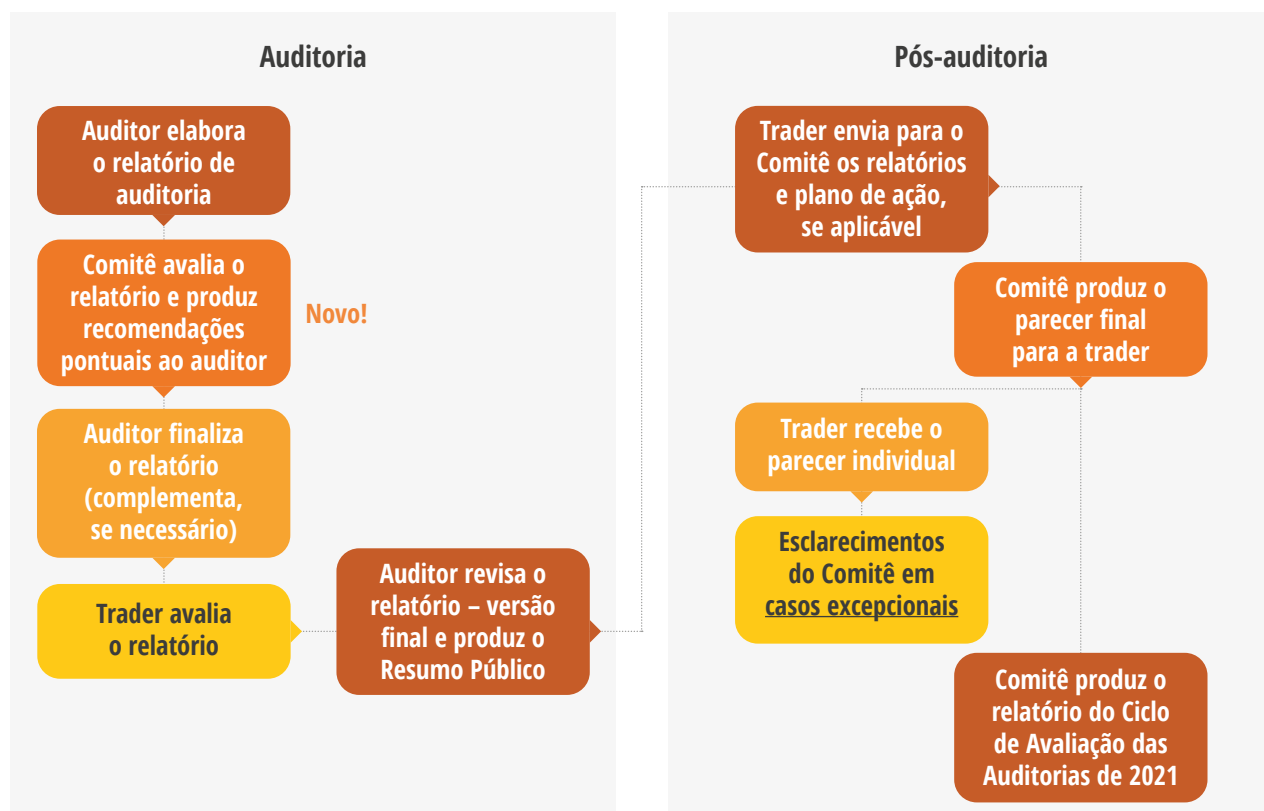 Auditoria
Auditor elabora
o relatório de
auditoria
Comitê avalia o
relatório e produz
recomendações
pontuais ao auditor
Novo!
Auditor finaliza
o relatório
(complementa,
se necessário)
Trader avalia
o relatório
Auditor revisa o
relatório – versão
final e produz o
Resumo Público
Pós-auditoria
Trader envia para o
Comitê os relatórios
e plano de ação,
se aplicável
Comitê produz o
parecer final
para a trader
Trader recebe o
parecer individual
Esclarecimentos
do Comitê em
casos excepcionais
Comitê produz o
relatório do Ciclo
de Avaliação das
Auditorias de 2021